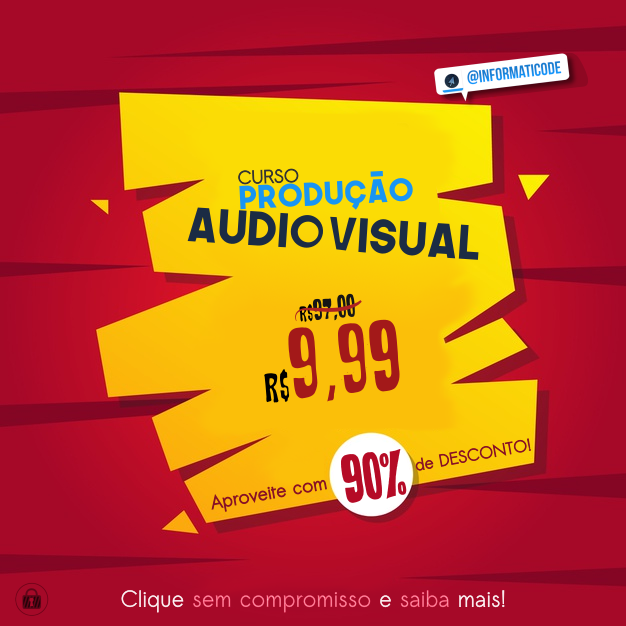 @INFORMATICODE
CURSO
PRODUÇÃO
AUDIOVISUAL
R$97,00
R$9,99
Aproveite com 90% de DESCONTO!
Clique sem compromisso e saiba mais!